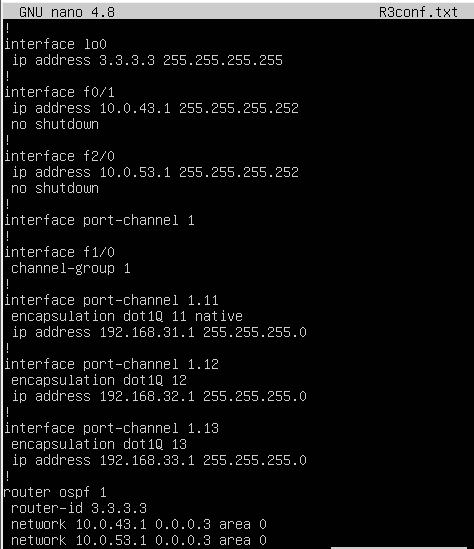 GNU nano 4.8 R3conf.txt
!
interface lo0
ip address 3.3.3.3 255.255.255.255
!
interface f0/1
ip address 10.0.43.1 255.255.255.252
no shutdown
!
interface f2/0
ip address 10.0.53.1 255.255.255.252
no shutdown
!
interface port-channel 1
!
interface f1/0
channel-group 1
!
interface port-channel 1.11
encapsulation dot1Q 11 native
ip address 192.168.31.1 255.255.255.0
!
interface port-channel 1.12
encapsulation dot1Q 12
ip address 192.168.32.1 255.255.255.0
!
interface port-channel 1.13
encapsulation dot1Q 13
ip address 192.168.33.1 255.255.255.0
!
router ospf 1
router-id 3.3.3.3
network 10.0.43.1 0.0.0.3 area 0
network 10.0.53.1 0.0.0.3 area 0